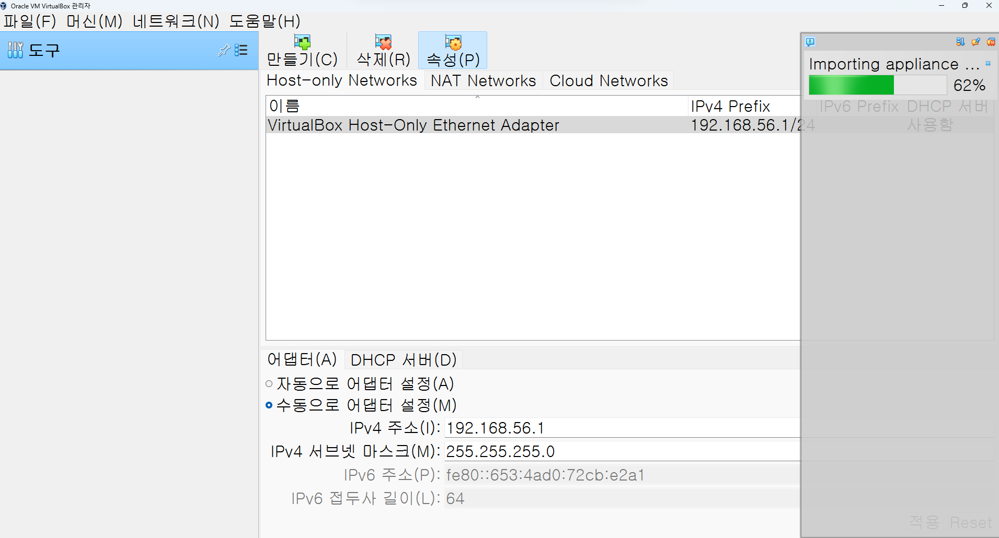 Oracle VM VirtualBox 관리자
파일(F) 머신(M) 네트워크(N) 도움말(H)
도구
만들기(C) 삭제(R) 속성(P)
Host-only Networks NAT Networks Cloud Networks
Importing appliance ...
62%
이름 IPv4 Prefix IPv6 Prefix DHCP 서버
VirtualBox Host-Only Ethernet Adapter 192.168.56.1/24 사용함
어댑터(A) DHCP 서버(D)
자동으로 어댑터 설정(A)
수동으로 어댑터 설정(M)
IPv4 주소(I): 192.168.56.1
IPv4 서브넷 마스크(M): 255.255.255.0
IPv6 주소(P): fe80::653:4ad0:72cb:e2a1
IPv6 접두사 길이(L): 64
적용 Reset